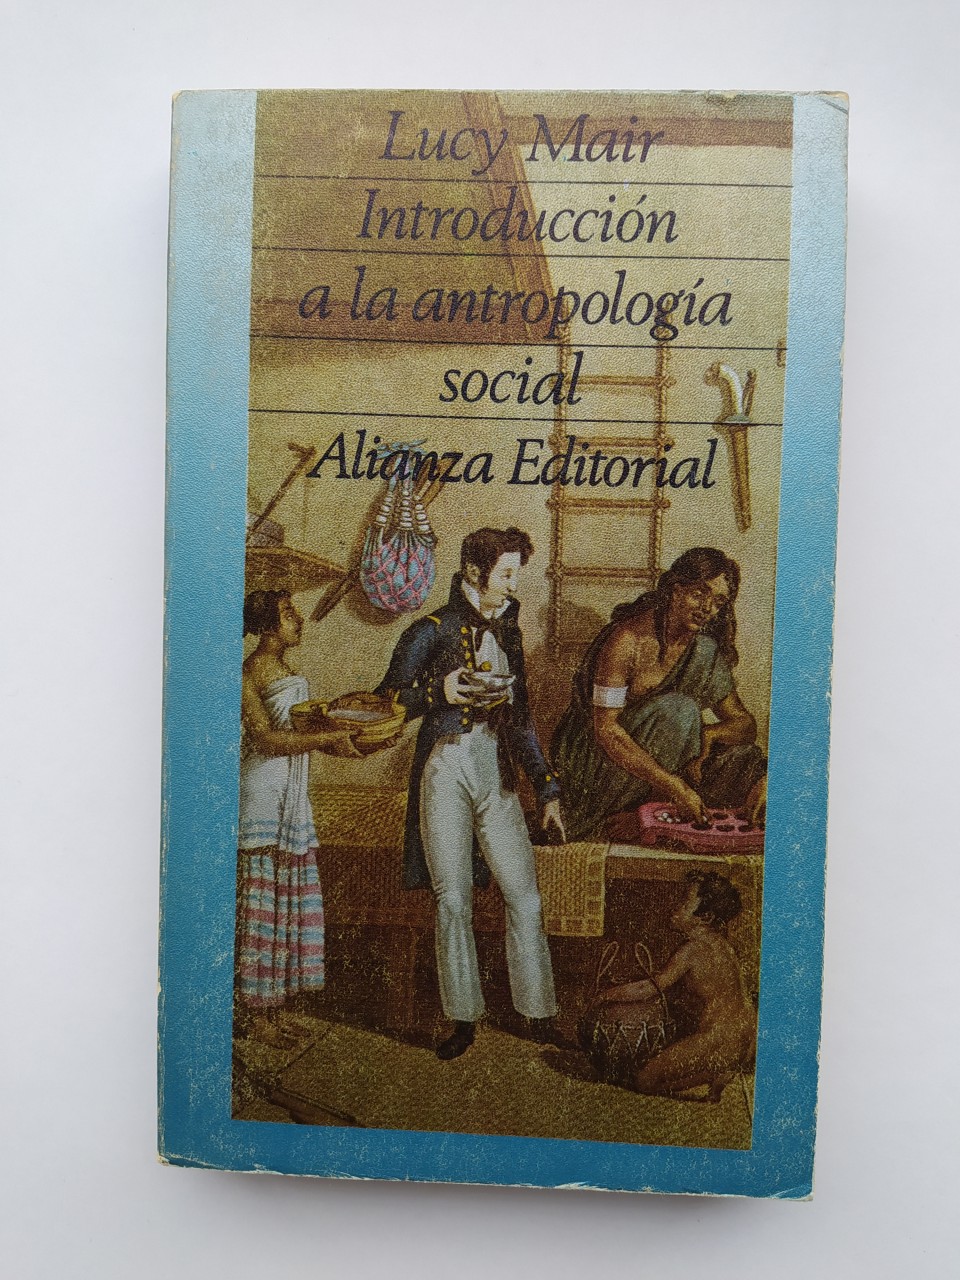 Lucy Mair
Introducción
a la antropología
social
Alianza Editorial